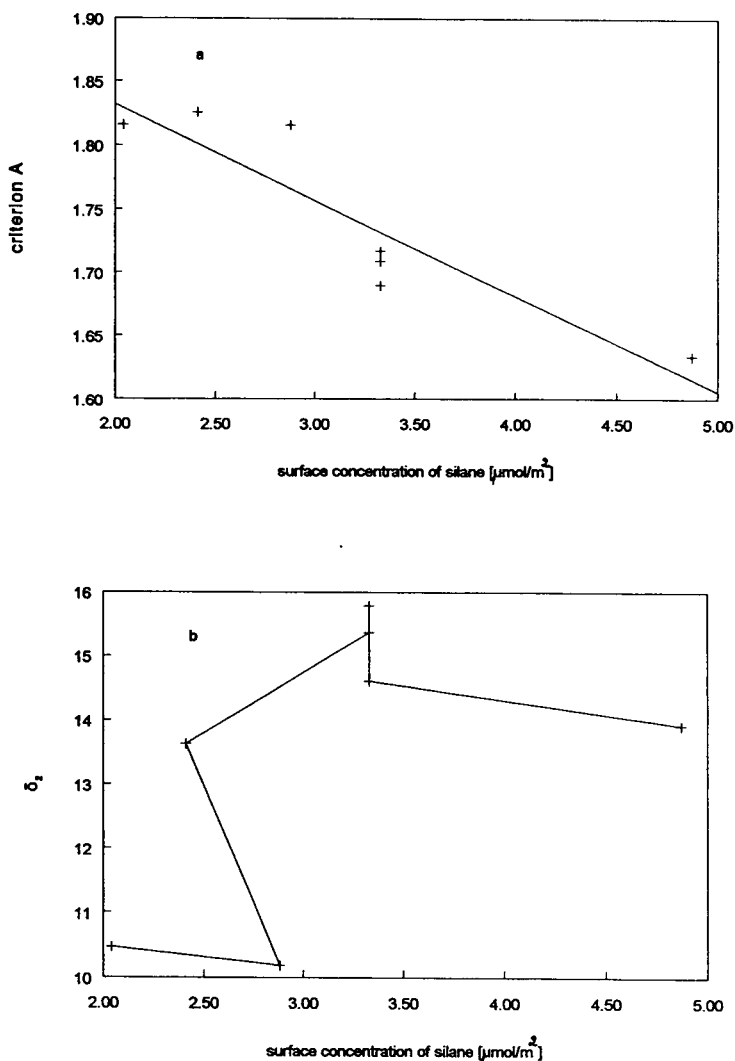 1.90
a
1.85
1.80
criterion A
1.75
1.70
1.65
1.60
2.00 2.50 3.00 3.50 4.00 4.50 5.00
surface concentration of silane [μmol/m²]
16
b
15
14
13
δ₂
12
11
10
2.00 2.50 3.00 3.50 4.00 4.50 5.00
surface concentration of silane [μmol/m²]